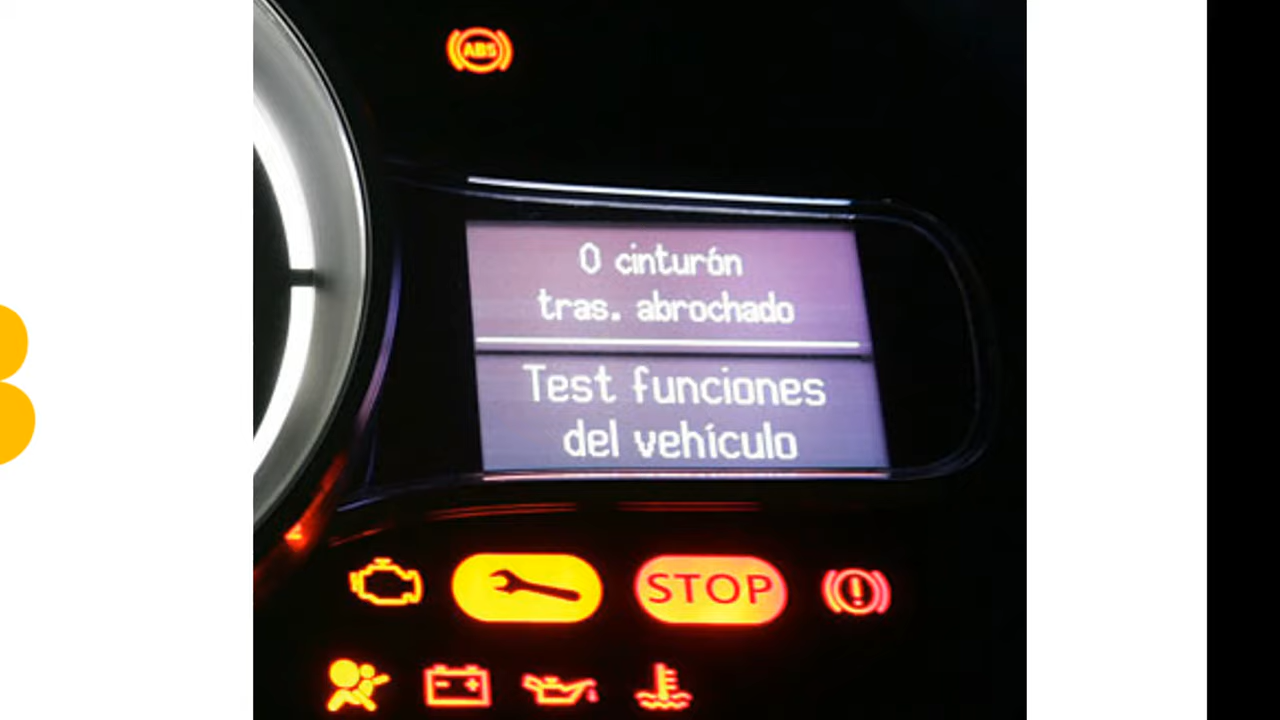 ABS
0 cinturón
tras. abrochado
Test funciones
del vehículo
STOP